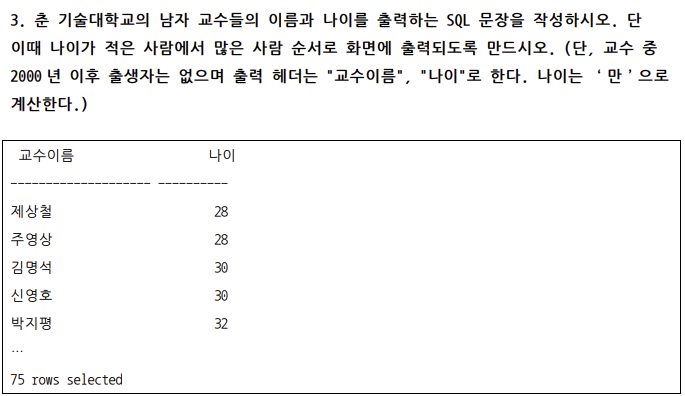 3. 춘 기술대학교의 남자 교수들의 이름과 나이를 출력하는 SQL 문장을 작성하시오. 단
이때 나이가 적은 사람에서 많은 사람 순서로 화면에 출력되도록 만드시오. (단, 교수 중
2000 년 이후 출생자는 없으며 출력 헤더는 "교수이름", "나이"로 한다. 나이는 ‘만’으로
계산한다.)
교수이름 나이
-------------------- ----------
제상철 28
주영상 28
김명석 30
신영호 30
박지평 32
…
75 rows selected